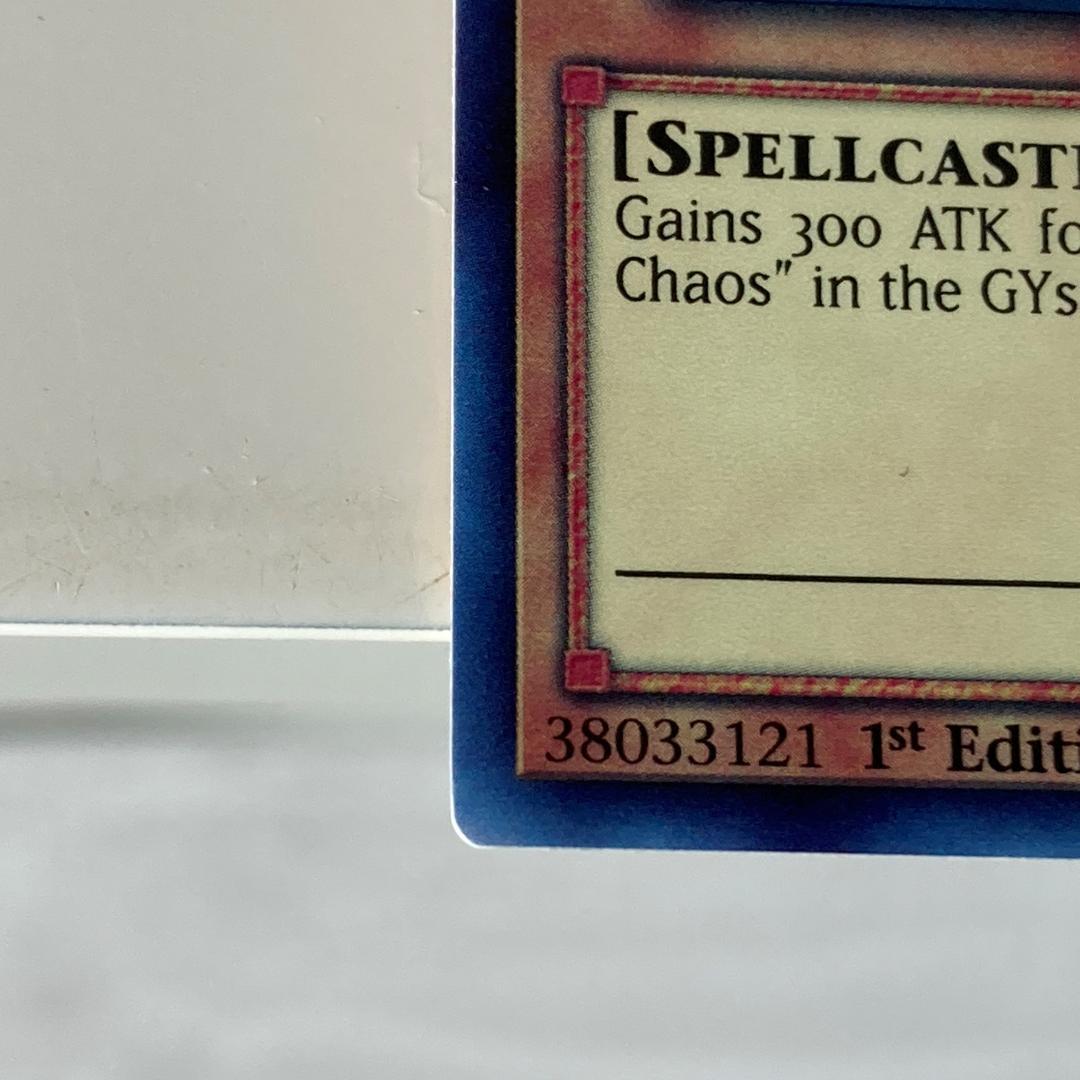 [SPELLCAST
Gains 300 ATK fo
Chaos" in the GYs
38033121 1st Editi